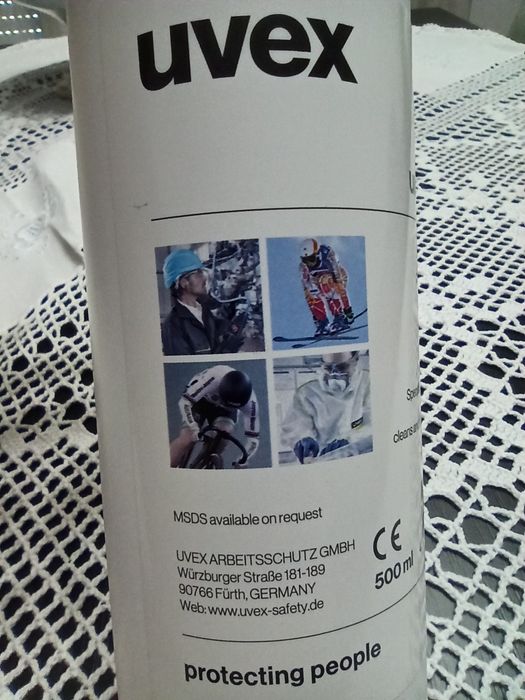 uvex
cleans
MSDS available on request
UVEX ARBEITSSCHUTZ GMBH
Würzburger Straße 181-189
90766 Fürth, GERMANY
Web: www.uvex-safety.de
CE
500 ml
protecting people